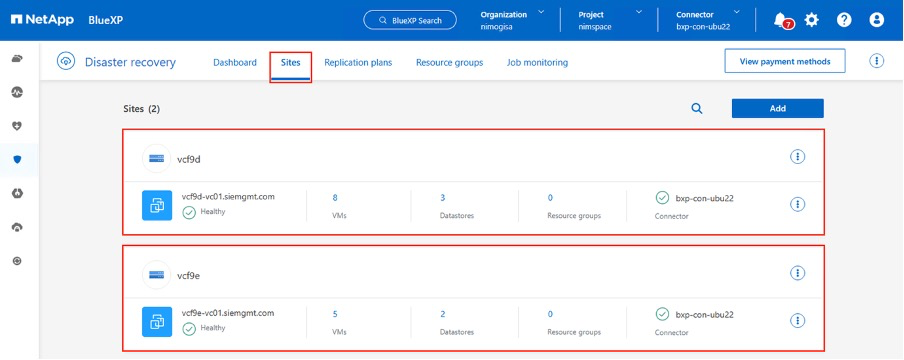 NetApp
BlueXP
BlueXP Search
Organization
nimogisa
Project
nimspace
Connector
bxp-con-ubu22
7
Disaster recovery
Dashboard
Sites
Replication plans
Resource groups
Job monitoring
View payment methods
Sites (2)
Add
vcf9d
vcf9d-vc01.siemgmt.com
Healthy
8
VMs
3
Datastores
0
Resource groups
bxp-con-ubu22
Connector
vcf9e
vcf9e-vc01.siemgmt.com
Healthy
5
VMs
2
Datastores
0
Resource groups
bxp-con-ubu22
Connector